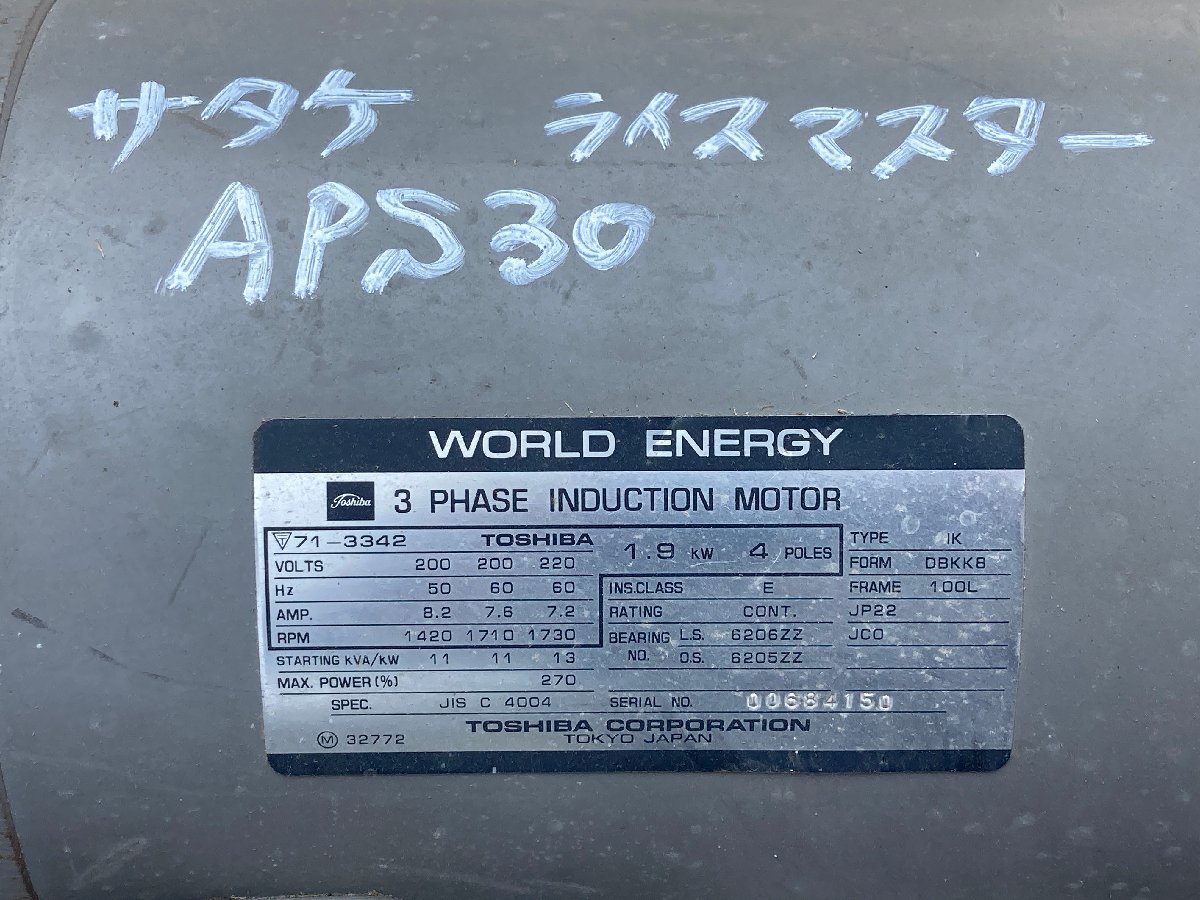 サタケ ライスマスター
APS30
WORLD ENERGY
Toshiba 3 PHASE INDUCTION MOTOR
71-3342 TOSHIBA 1.9 kW 4 POLES
VOLTS 200 200 220
Hz 50 60 60
AMP. 8.2 7.6 7.2
RPM 1420 1710 1730
STARTING KVA/KW 11 11 13
MAX. POWER (%) 270
SPEC. JIS C 4004
INS.CLASS E
RATING CONT.
BEARING NO. L.S. 6206ZZ
O.S. 6205ZZ
SERIAL NO. 00684150
TYPE IK
FORM DBKK8
FRAME 100L
JP22
JCO
TOSHIBA CORPORATION
TOKYO JAPAN
Ⓜ 32772